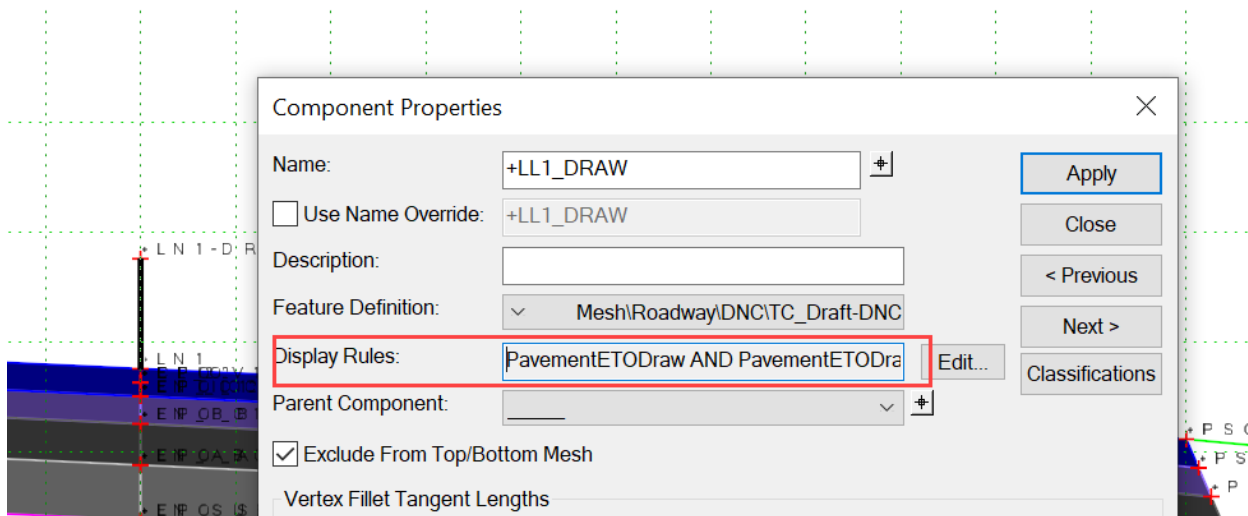 Component Properties
Name:
+LL1_DRAW
Apply
Use Name Override:
+LL1_DRAW
Close
L N 1 - D R
Description:
< Previous
Feature Definition:
Mesh\Roadway\DNC\TC_Draft-DNC
Next >
Display Rules:
PavementETODraw AND PavementETODra
Edit...
L N 1
Classifications
Parent Component:
_____
P S
Exclude From Top/Bottom Mesh
P S
Vertex Fillet Tangent Lengths
P